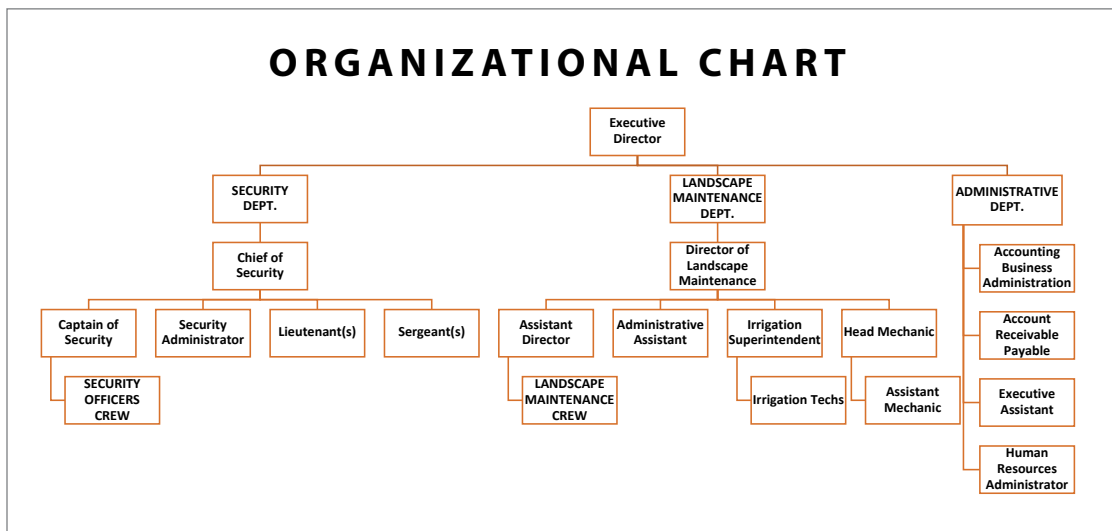 ORGANIZATIONAL CHART
Executive
Director
SECURITY
DEPT.
LANDSCAPE
MAINTENANCE
DEPT.
ADMINISTRATIVE
DEPT.
Chief of
Security
Director of
Landscape
Maintenance
Accounting
Business
Administration
Captain of
Security
Security
Administrator
Lieutenant(s)
Sergeant(s)
Assistant
Director
Administrative
Assistant
Irrigation
Superintendent
Head Mechanic
Account
Receivable
Payable
SECURITY
OFFICERS
CREW
LANDSCAPE
MAINTENANCE
CREW
Irrigation Techs
Assistant
Mechanic
Executive
Assistant
Human
Resources
Administrator